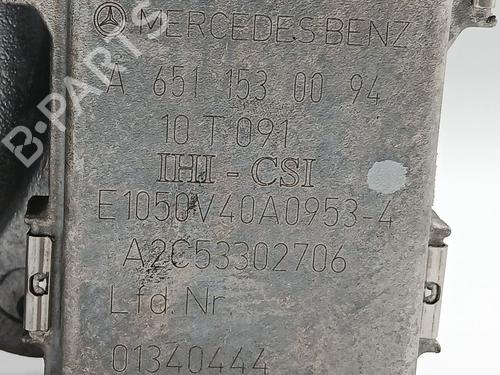 MERCEDES BENZ
A 651 153 00 94
10 T 091
IHI - CSI
E1050V40A0953-4
A2C53302706
Lfd. Nr.
01340444
B-PARTS